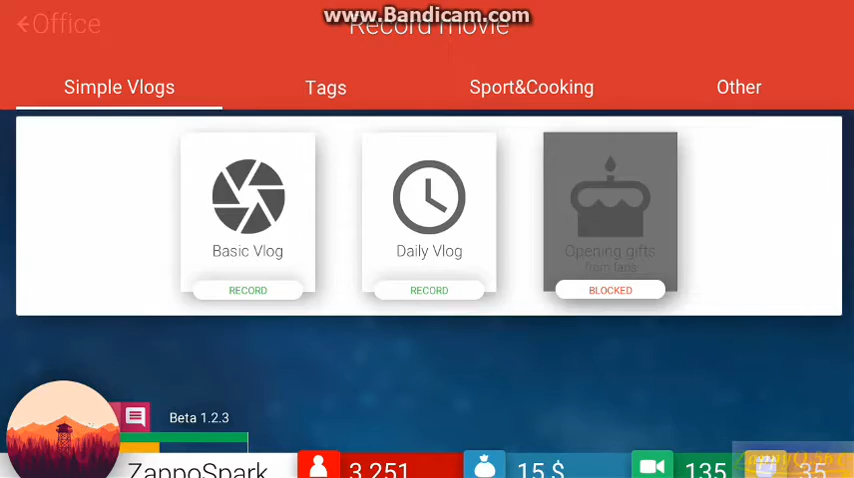 www.Bandicam.com
Office
Record movie
Simple Vlogs
Tags
Sport&Cooking
Other
Basic Vlog
Daily Vlog
Opening gifts
from fans
RECORD
RECORD
BLOCKED
Beta 1.2.3
ZappoSpark
3 251
15 $
135
35